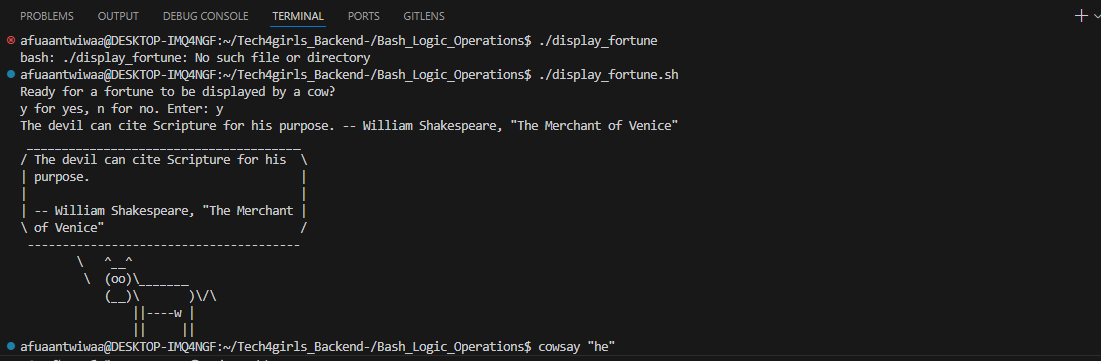 PROBLEMS OUTPUT DEBUG CONSOLE TERMINAL PORTS GITLENS
afuaantwiwaa@DESKTOP-IMQ4NGF:~/Tech4girls_Backend-/Bash_Logic_Operations$ ./display_fortune
bash: ./display_fortune: No such file or directory
afuaantwiwaa@DESKTOP-IMQ4NGF:~/Tech4girls_Backend-/Bash_Logic_Operations$ ./display_fortune.sh
Ready for a fortune to be displayed by a cow?
y for yes, n for no. Enter: y
The devil can cite Scripture for his purpose. -- William Shakespeare, "The Merchant of Venice"
 _______________________________________
/ The devil can cite Scripture for his  \
| purpose.                              |
|                                       |
| -- William Shakespeare, "The Merchant |
\ of Venice"                            /
 ---------------------------------------
        \   ^__^
         \  (oo)\_______
            (__)\       )\/\
                ||----w |
                ||     ||
afuaantwiwaa@DESKTOP-IMQ4NGF:~/Tech4girls_Backend-/Bash_Logic_Operations$ cowsay "he"